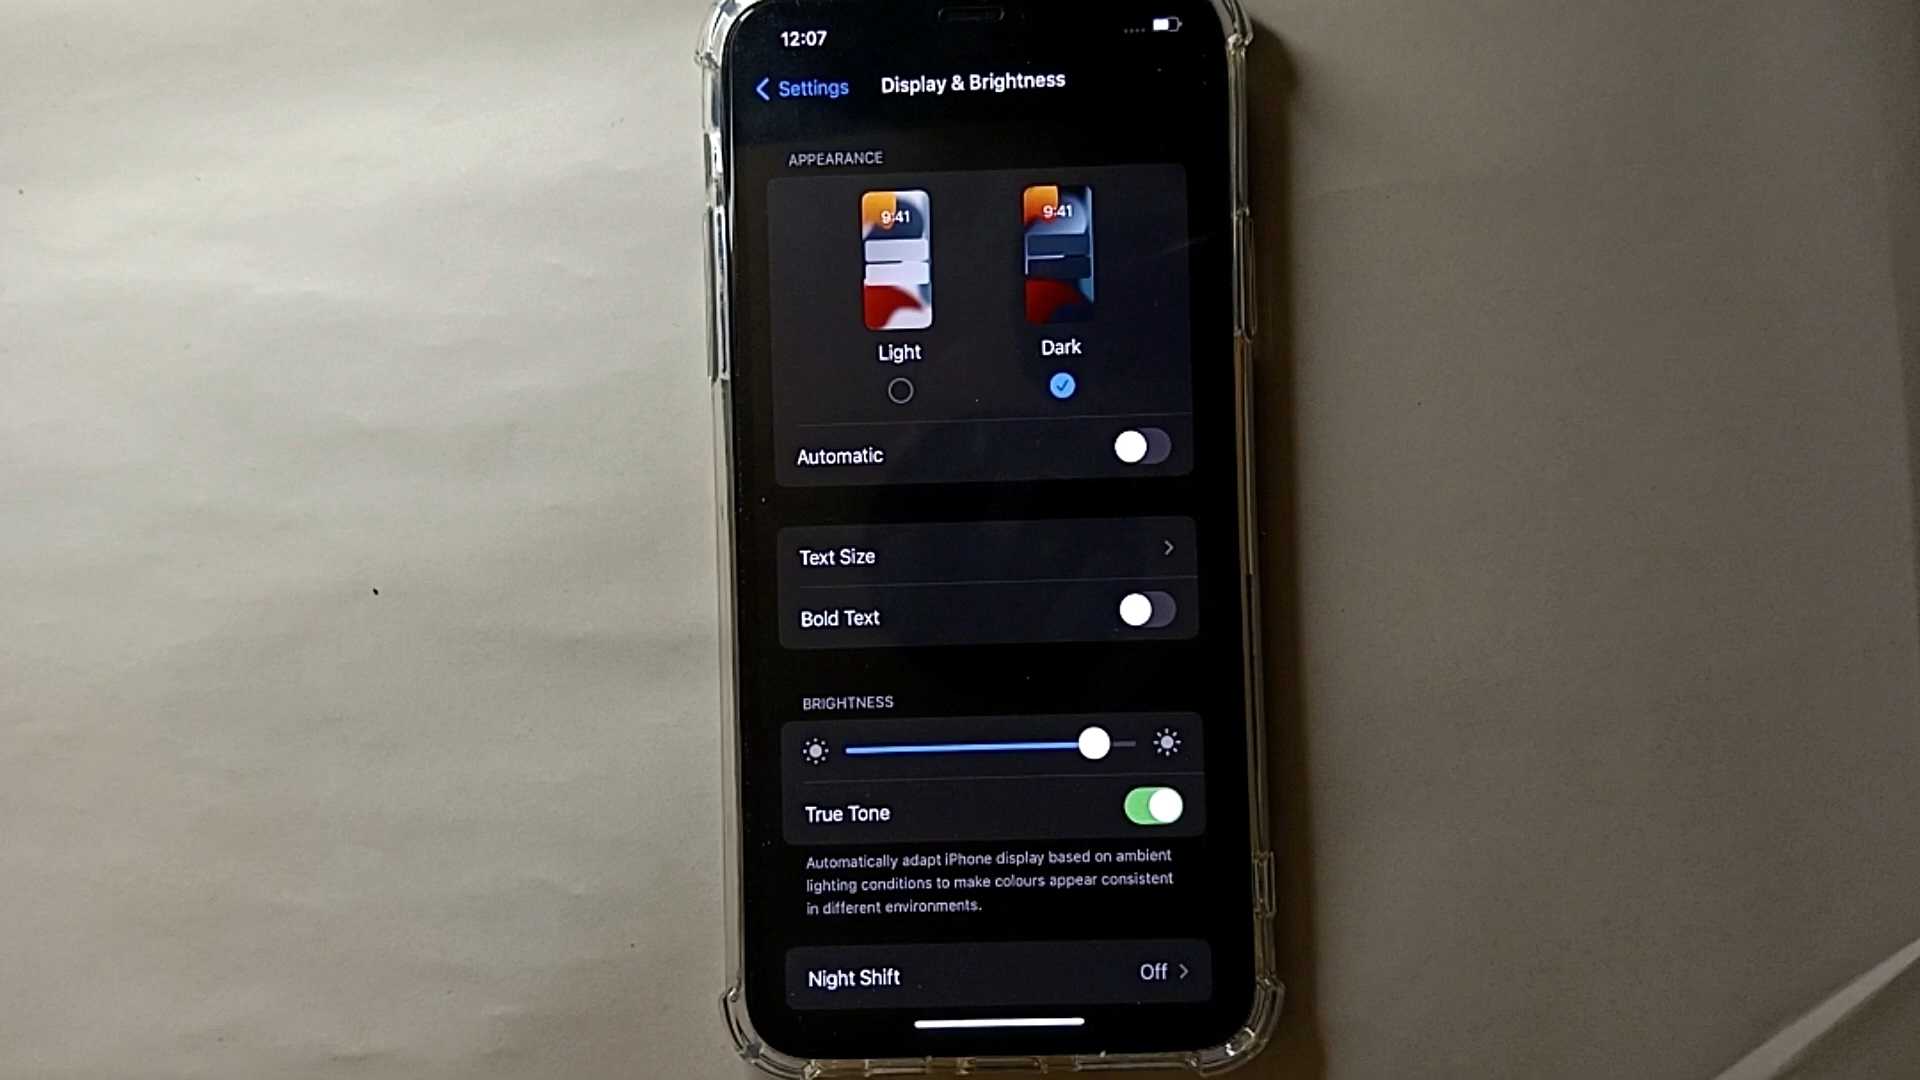 12:07
Settings
Display & Brightness
APPEARANCE
9:41
9:41
Light
Dark
Automatic
Text Size
Bold Text
BRIGHTNESS
True Tone
Automatically adapt iPhone display based on ambient
lighting conditions to make colours appear consistent
in different environments.
Night Shift
Off